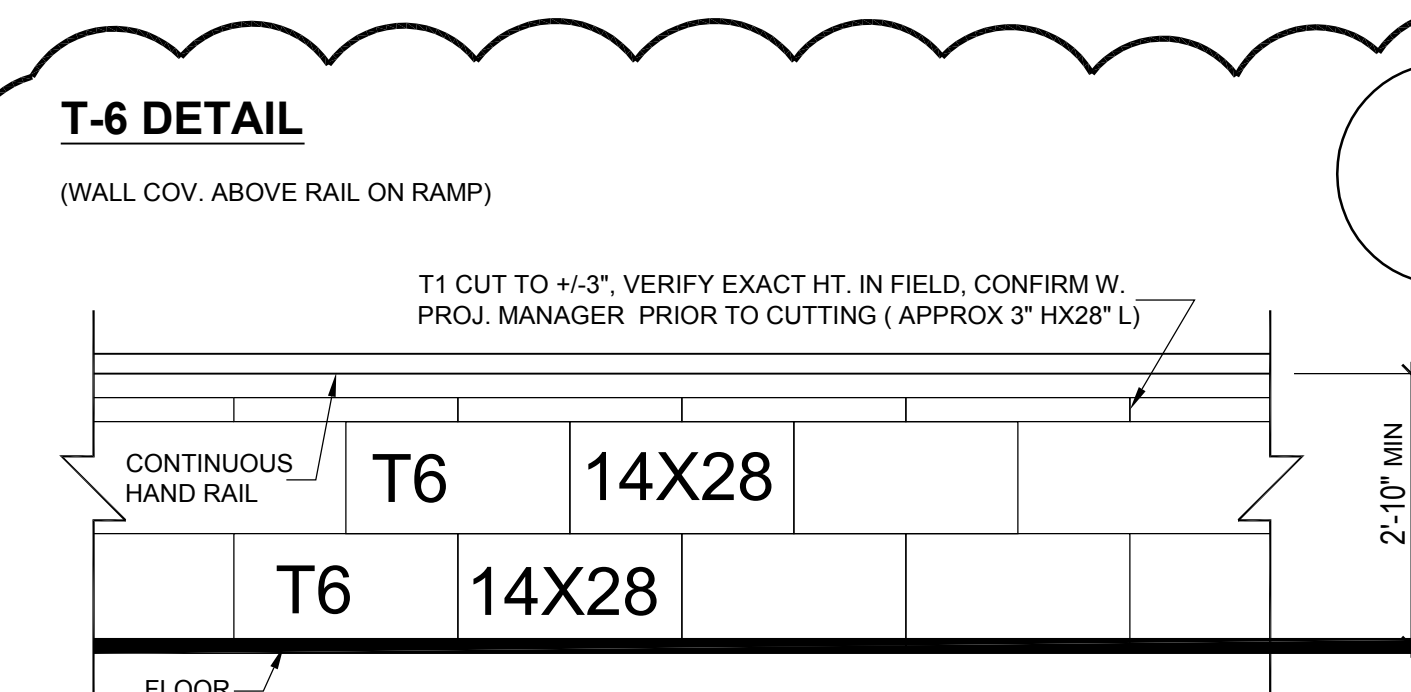 T-6 DETAIL
(WALL COV. ABOVE RAIL ON RAMP)
T1 CUT TO +/-3", VERIFY EXACT HT. IN FIELD, CONFIRM W.
PROJ. MANAGER PRIOR TO CUTTING ( APPROX 3" HX28" L)
CONTINUOUS
HAND RAIL
T6 14X28
2'-10" MIN
T6 14X28
FLOOR